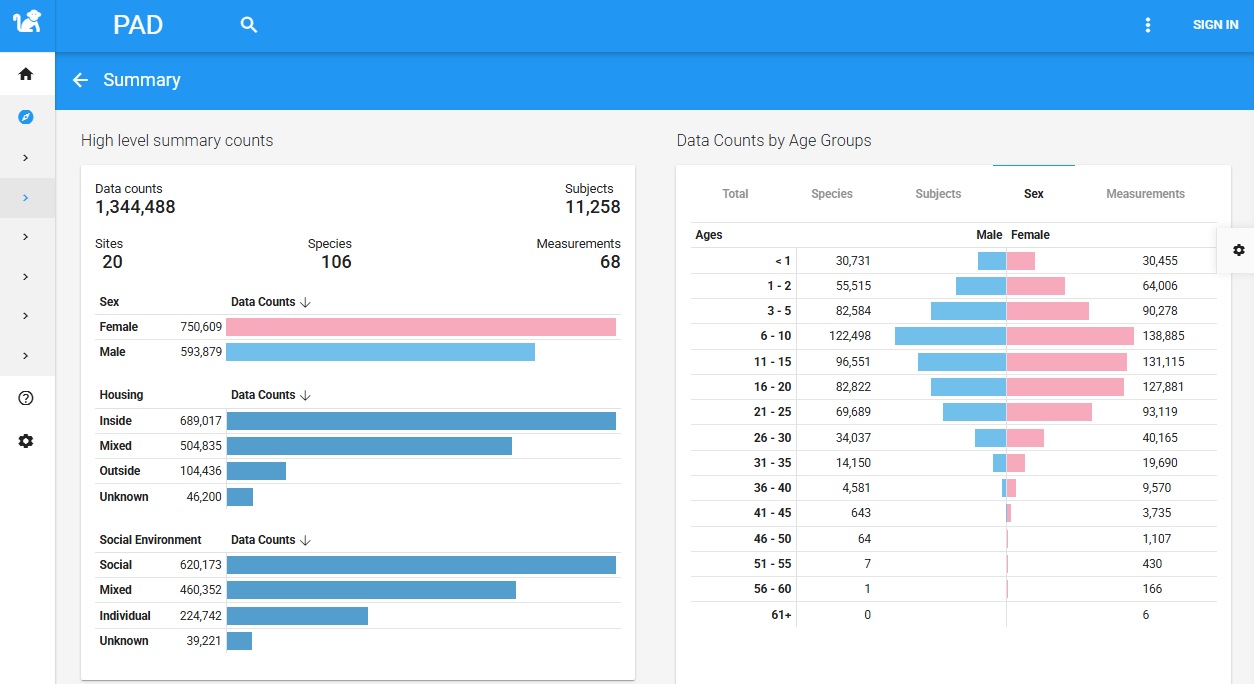 PAD
SIGN IN
Summary
High level summary counts
Data counts Subjects
1,344,488 11,258
Sites Species Measurements
20 106 68
Sex Data Counts
Female 750,609
Male 593,879
Housing Data Counts
Inside 689,017
Mixed 504,835
Outside 104,436
Unknown 46,200
Social Environment Data Counts
Social 620,173
Mixed 460,352
Individual 224,742
Unknown 39,221
Data Counts by Age Groups
Total Species Subjects Sex Measurements
Ages Male Female
< 1 30,731 30,455
1 - 2 55,515 64,006
3 - 5 82,584 90,278
6 - 10 122,498 138,885
11 - 15 96,551 131,115
16 - 20 82,822 127,881
21 - 25 69,689 93,119
26 - 30 34,037 40,165
31 - 35 14,150 19,690
36 - 40 4,581 9,570
41 - 45 643 3,735
46 - 50 64 1,107
51 - 55 7 430
56 - 60 1 166
61+ 0 6